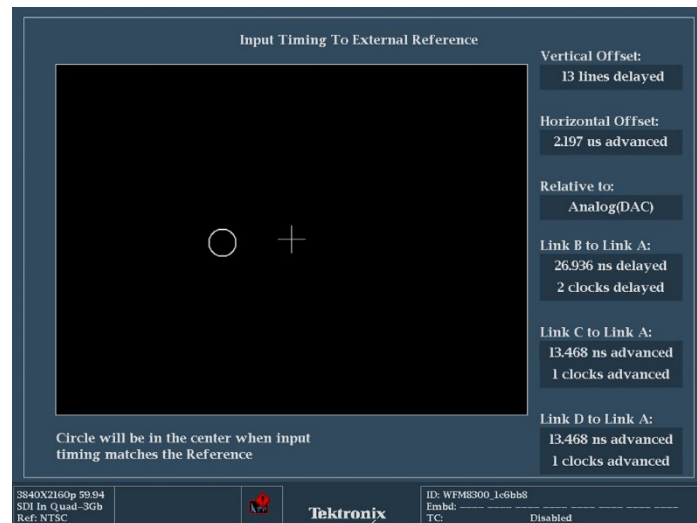 Input Timing To External Reference
Vertical Offset:
13 lines delayed
Horizontal Offset:
2.197 us advanced
Relative to:
Analog(DAC)
Link B to Link A:
26.936 ns delayed
2 clocks delayed
Link C to Link A:
13.468 ns advanced
1 clocks advanced
Link D to Link A:
13.468 ns advanced
1 clocks advanced
Circle will be in the center when input
timing matches the Reference
3840X2160p 59.94
SDI In Quad-3Gb
Ref: NTSC
Tektronix
ID: WFM8300_1c6bb8
Embd: ---- ---- ---- ----
TC: Disabled